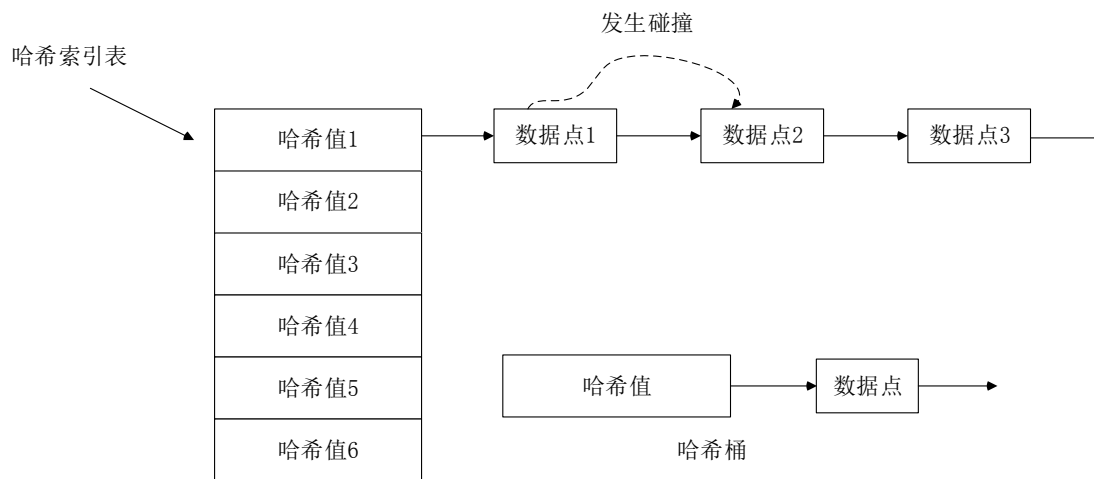 发生碰撞
哈希索引表
哈希值1
数据点1
数据点2
数据点3
哈希值2
哈希值3
哈希值4
哈希值5
哈希值
数据点
哈希值6
哈希桶